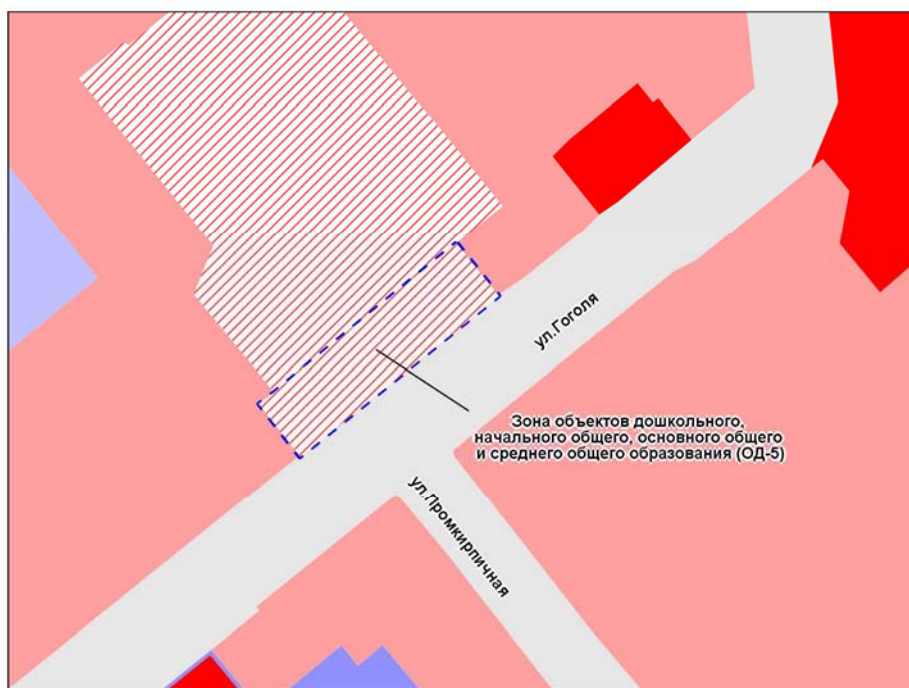 ул.Гоголя
Зона объектов дошкольного,
начального общего, основного общего
и среднего общего образования (ОД-5)
ул.Промкирпичная